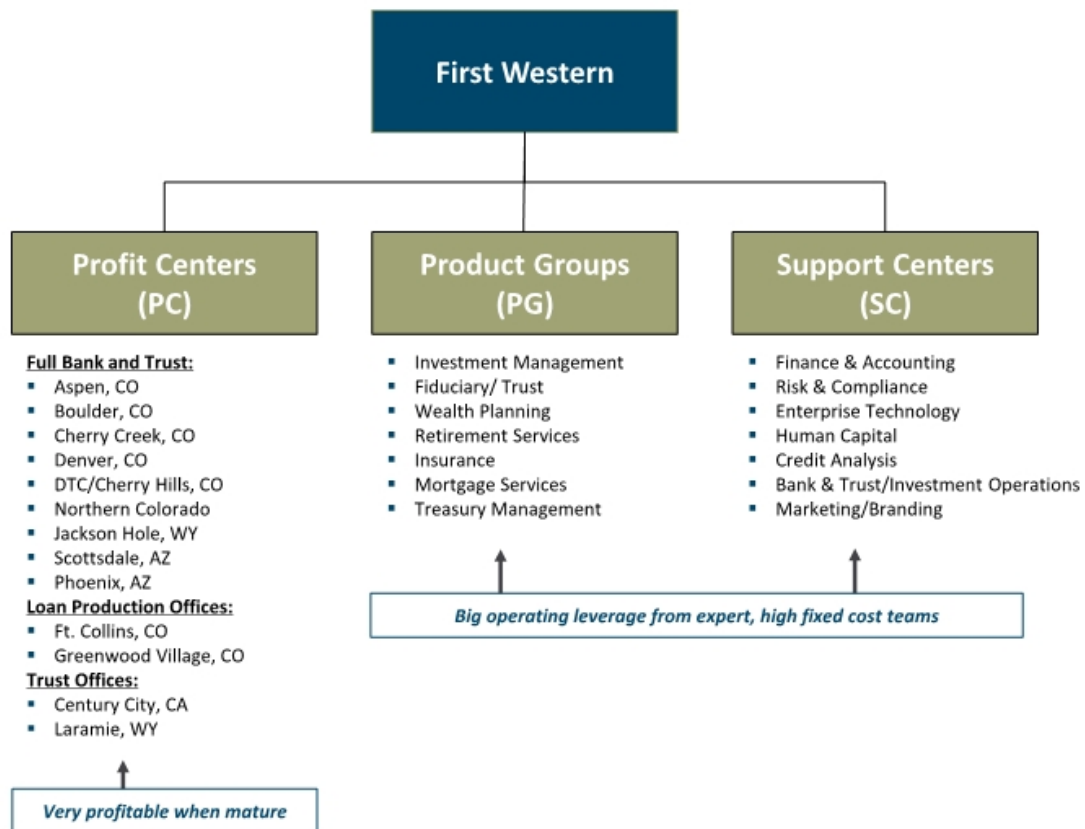 First Western
Profit Centers
(PC)
Full Bank and Trust:
Aspen, CO
Boulder, CO
Cherry Creek, CO
Denver, CO
DTC/Cherry Hills, CO
Northern Colorado
Jackson Hole, WY
Scottsdale, AZ
Phoenix, AZ
Loan Production Offices:
Ft. Collins, CO
Greenwood Village, CO
Trust Offices:
Century City, CA
Laramie, WY
Very profitable when mature
Product Groups
(PG)
Investment Management
Fiduciary/ Trust
Wealth Planning
Retirement Services
Insurance
Mortgage Services
Treasury Management
Support Centers
(SC)
Finance & Accounting
Risk & Compliance
Enterprise Technology
Human Capital
Credit Analysis
Bank & Trust/Investment Operations
Marketing/Branding
Big operating leverage from expert, high fixed cost teams